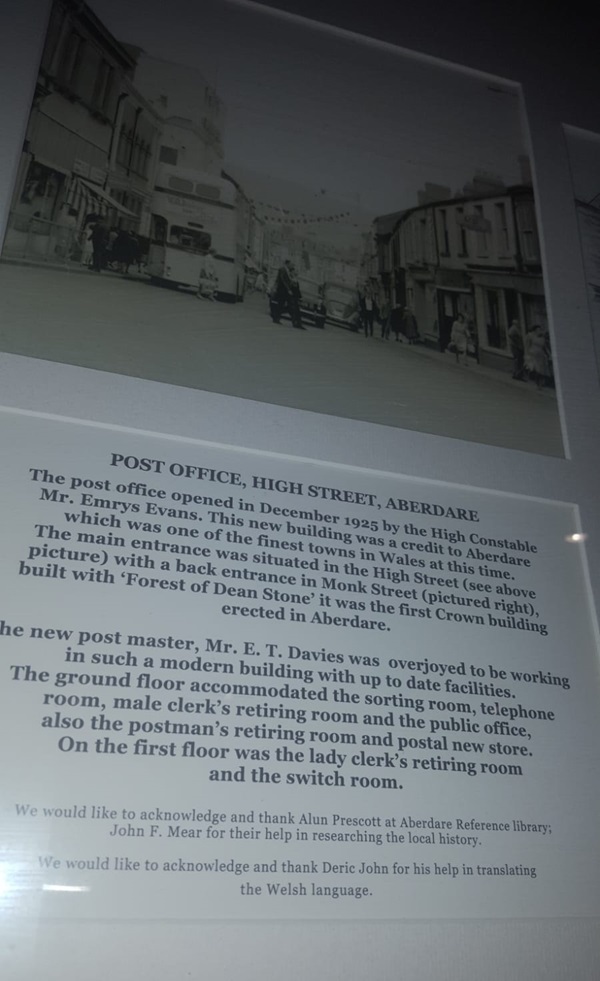 POST OFFICE, HIGH STREET, ABERDARE
The post office opened in December 1925 by the High Constable
Mr. Emrys Evans. This new building was a credit to Aberdare
which was one of the finest towns in Wales at this time.
The main entrance was situated in the High Street (see above
picture) with a back entrance in Monk Street (pictured right),
built with ‘Forest of Dean Stone’ it was the first Crown building
erected in Aberdare.
he new post master, Mr. E. T. Davies was overjoyed to be working
in such a modern building with up to date facilities.
The ground floor accommodated the sorting room, telephone
room, male clerk’s retiring room and the public office,
also the postman’s retiring room and postal new store.
On the first floor was the lady clerk’s retiring room
and the switch room.
We would like to acknowledge and thank Alun Prescott at Aberdare Reference library;
John F. Mear for their help in researching the local history.
We would like to acknowledge and thank Deric John for his help in translating
the Welsh language.